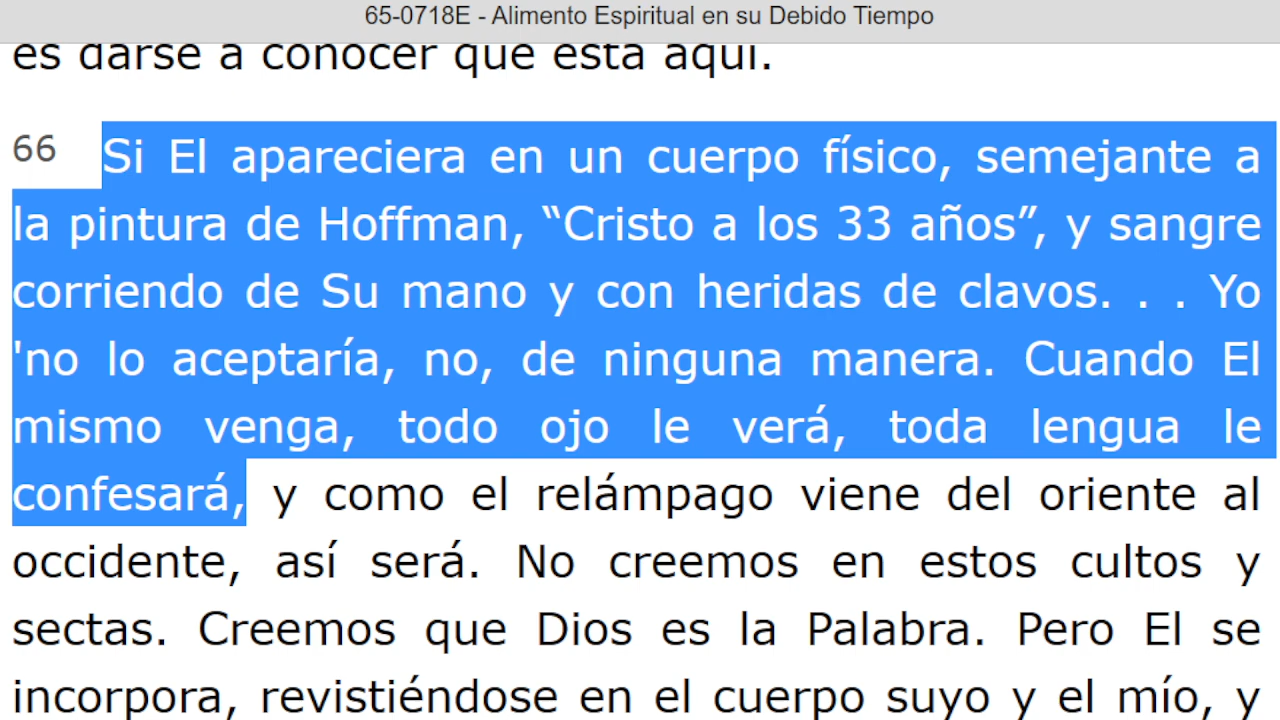 65-0718E - Alimento Espiritual en su Debido Tiempo
es darse a conocer que está aquí.
66 Si El apareciera en un cuerpo físico, semejante a
la pintura de Hoffman, “Cristo a los 33 años”, y sangre
corriendo de Su mano y con heridas de clavos. . . Yo
'no lo aceptaría, no, de ninguna manera. Cuando El
mismo venga, todo ojo le verá, toda lengua le
confesará, y como el relámpago viene del oriente al
occidente, así será. No creemos en estos cultos y
sectas. Creemos que Dios es la Palabra. Pero El se
incorpora, revistiéndose en el cuerpo suyo y el mío, y